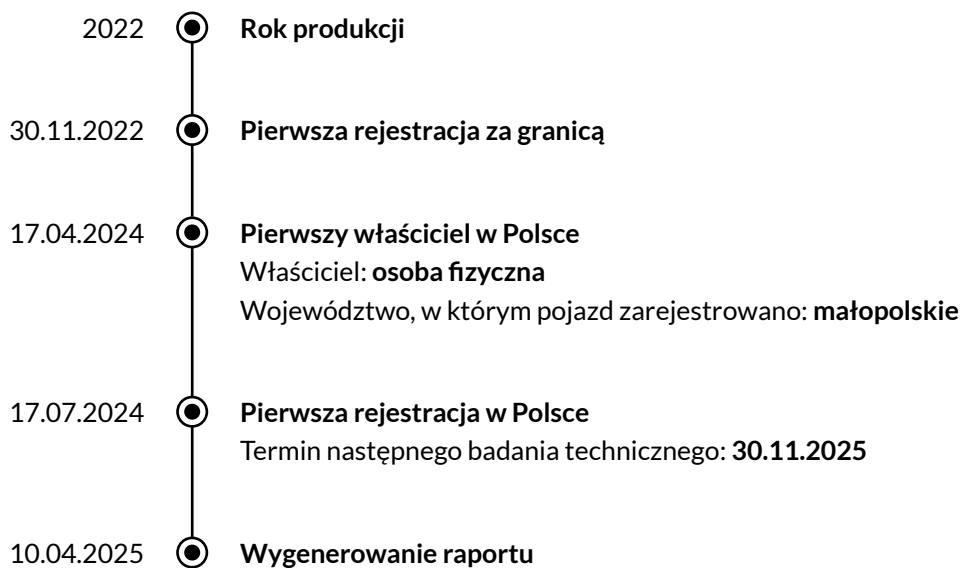 2022 Rok produkcji
30.11.2022 Pierwsza rejestracja za granicą
17.04.2024 Pierwszy właściciel w Polsce
Właściciel: osoba fizyczna
Województwo, w którym pojazd zarejestrowano: małopolskie
17.07.2024 Pierwsza rejestracja w Polsce
Termin następnego badania technicznego: 30.11.2025
10.04.2025 Wygenerowanie raportu